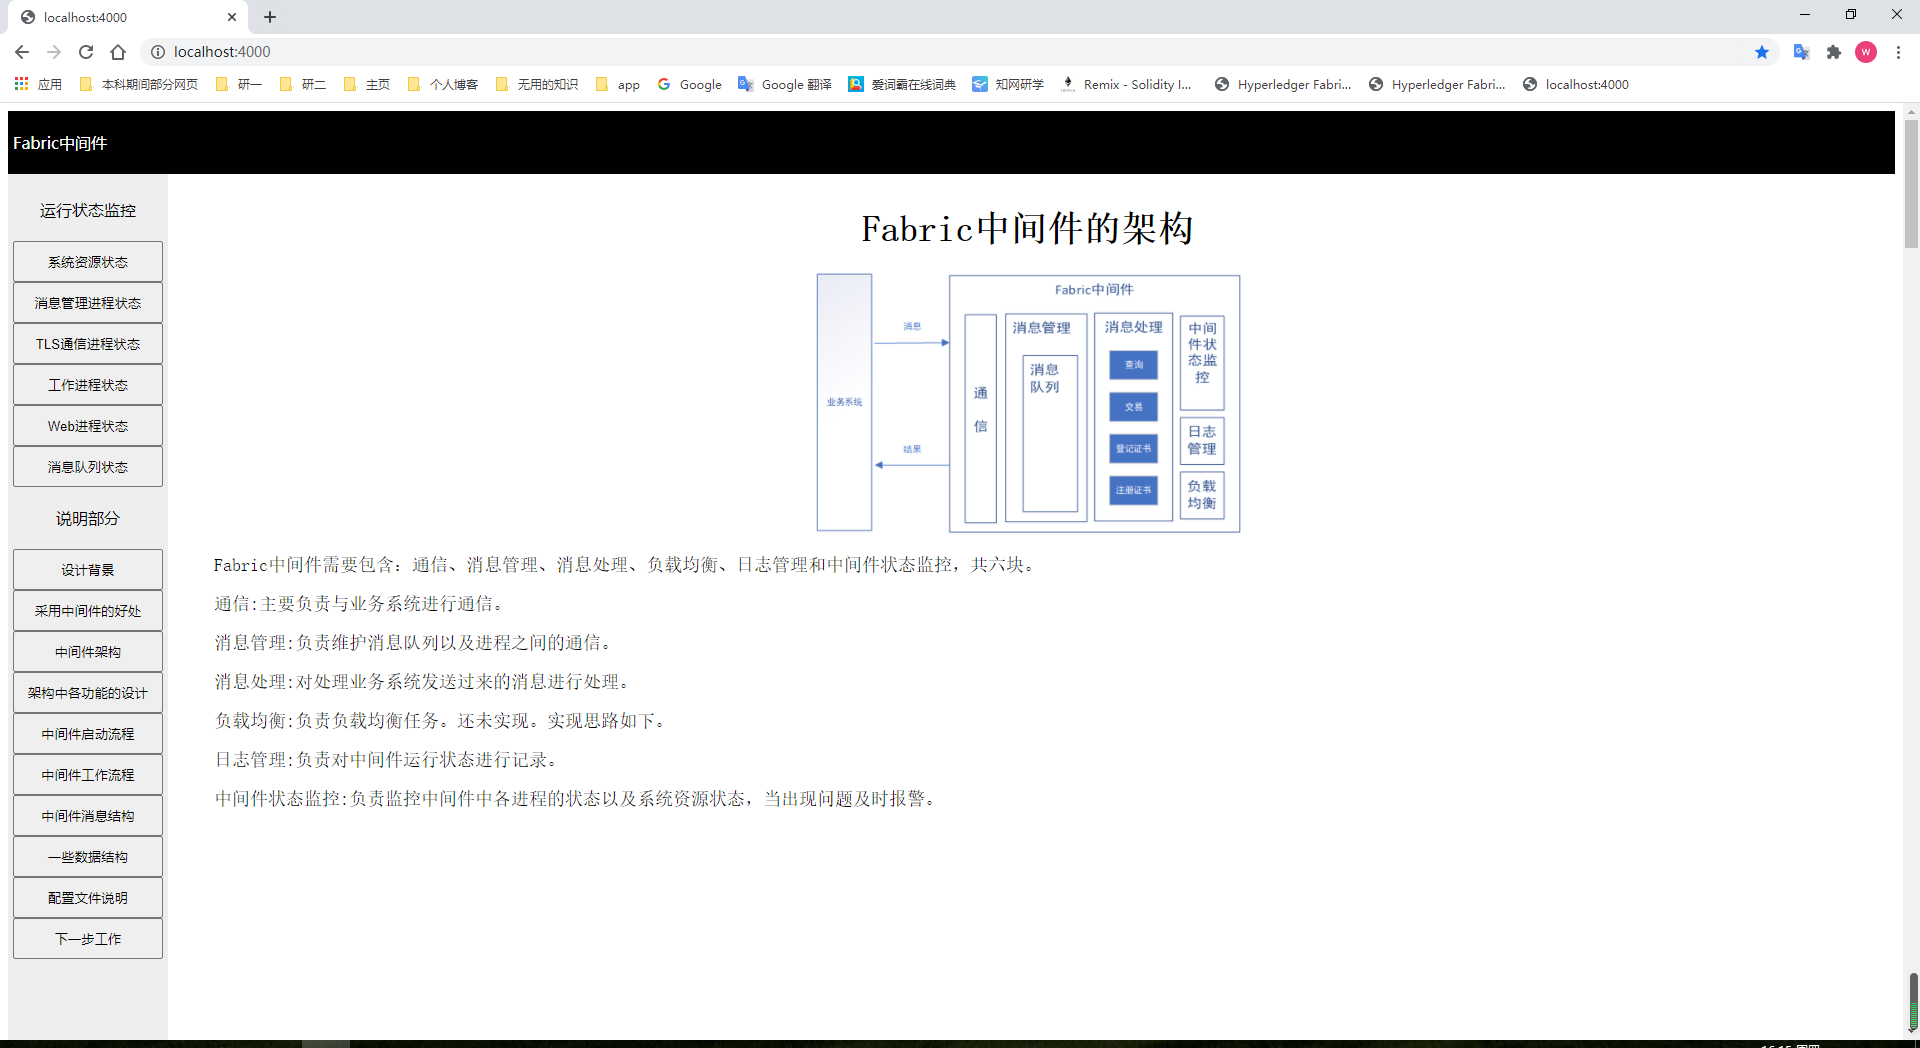 localhost:4000
localhost:4000
W
应用
本科期间部分网页
研一
研二
主页
个人博客
无用的知识
app
Google
Google 翻译
爱词霸在线词典
知网研学
Remix - Solidity I...
Hyperledger Fabri...
Hyperledger Fabri...
localhost:4000
Fabric中间件
运行状态监控
系统资源状态
消息管理进程状态
TLS通信进程状态
工作进程状态
Web进程状态
消息队列状态
说明部分
设计背景
采用中间件的好处
中间件架构
架构中各功能的设计
中间件启动流程
中间件工作流程
中间件消息结构
一些数据结构
配置文件说明
下一步工作
Fabric中间件的架构
业务系统
消息
结果
Fabric中间件
通
信
消息管理
消息
队列
消息处理
查询
交易
登记证书
注册证书
中间
件状
态监
控
日志
管理
负载
均衡
Fabric中间件需要包含：通信、消息管理、消息处理、负载均衡、日志管理和中间件状态监控，共六块。
通信:主要负责与业务系统进行通信。
消息管理:负责维护消息队列以及进程之间的通信。
消息处理:对处理业务系统发送过来的消息进行处理。
负载均衡:负责负载均衡任务。还未实现。实现思路如下。
日志管理:负责对中间件运行状态进行记录。
中间件状态监控:负责监控中间件中各进程的状态以及系统资源状态，当出现问题及时报警。